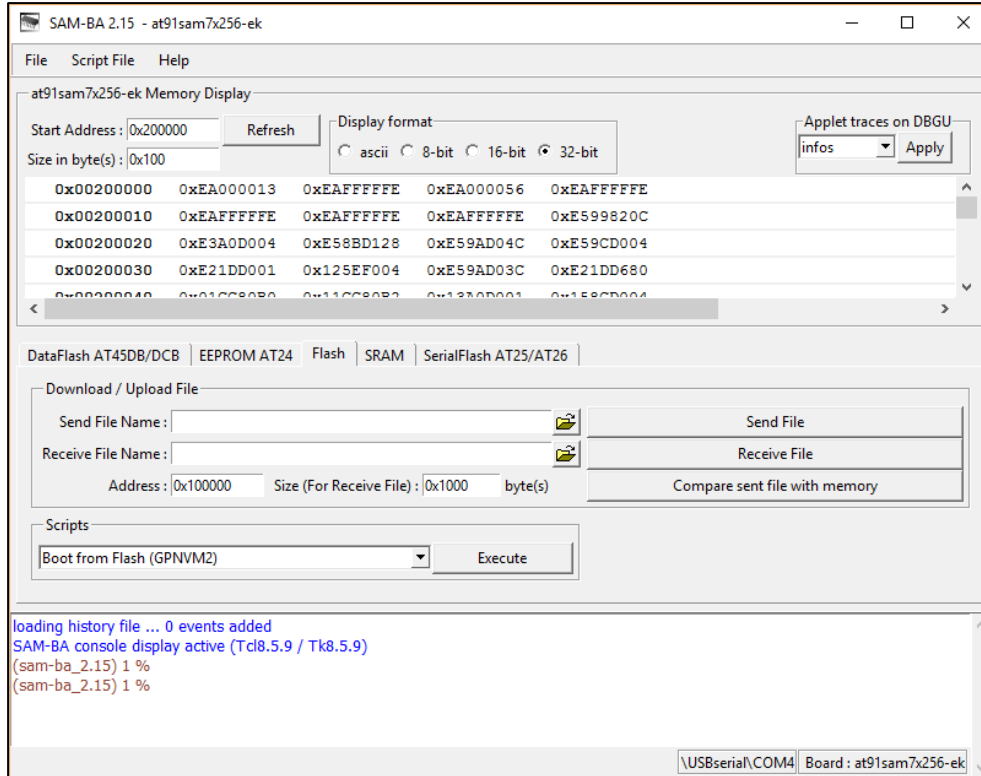 SAM-BA 2.15 - at91sam7x256-ek
File Script File Help
at91sam7x256-ek Memory Display
Start Address : 0x200000 Refresh
Size in byte(s) : 0x100
Display format
ascii 8-bit 16-bit 32-bit
Applet traces on DBGU
infos Apply
0x00200000 0xEA000013 0xEAFFFFFE 0xEA000056 0xEAFFFFFE
0x00200010 0xEAFFFFFE 0xEAFFFFFE 0xEAFFFFFE 0xE599820C
0x00200020 0xE3A0D004 0xE58BD128 0xE59AD04C 0xE59CD004
0x00200030 0xE21DD001 0x125EF004 0xE59AD03C 0xE21DD680
DataFlash AT45DB/DCB EEPROM AT24 Flash SRAM SerialFlash AT25/AT26
Download / Upload File
Send File Name : Send File
Receive File Name : Receive File
Address : 0x100000 Size (For Receive File) : 0x1000 byte(s) Compare sent file with memory
Scripts
Boot from Flash (GPNVM2) Execute
loading history file ... 0 events added
SAM-BA console display active (Tcl8.5.9 / Tk8.5.9)
(sam-ba_2.15) 1 %
(sam-ba_2.15) 1 %
\USBserial\COM4 Board : at91sam7x256-ek